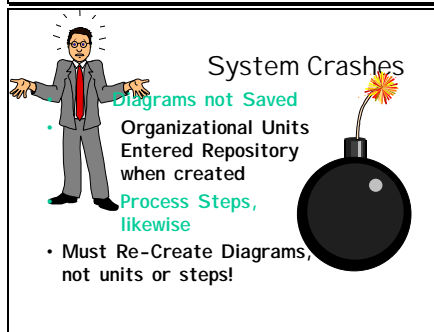 System Crashes
• Diagrams not Saved
• Organizational Units
Entered Repository
when created
• Process Steps,
likewise
• Must Re-Create Diagrams,
not units or steps!